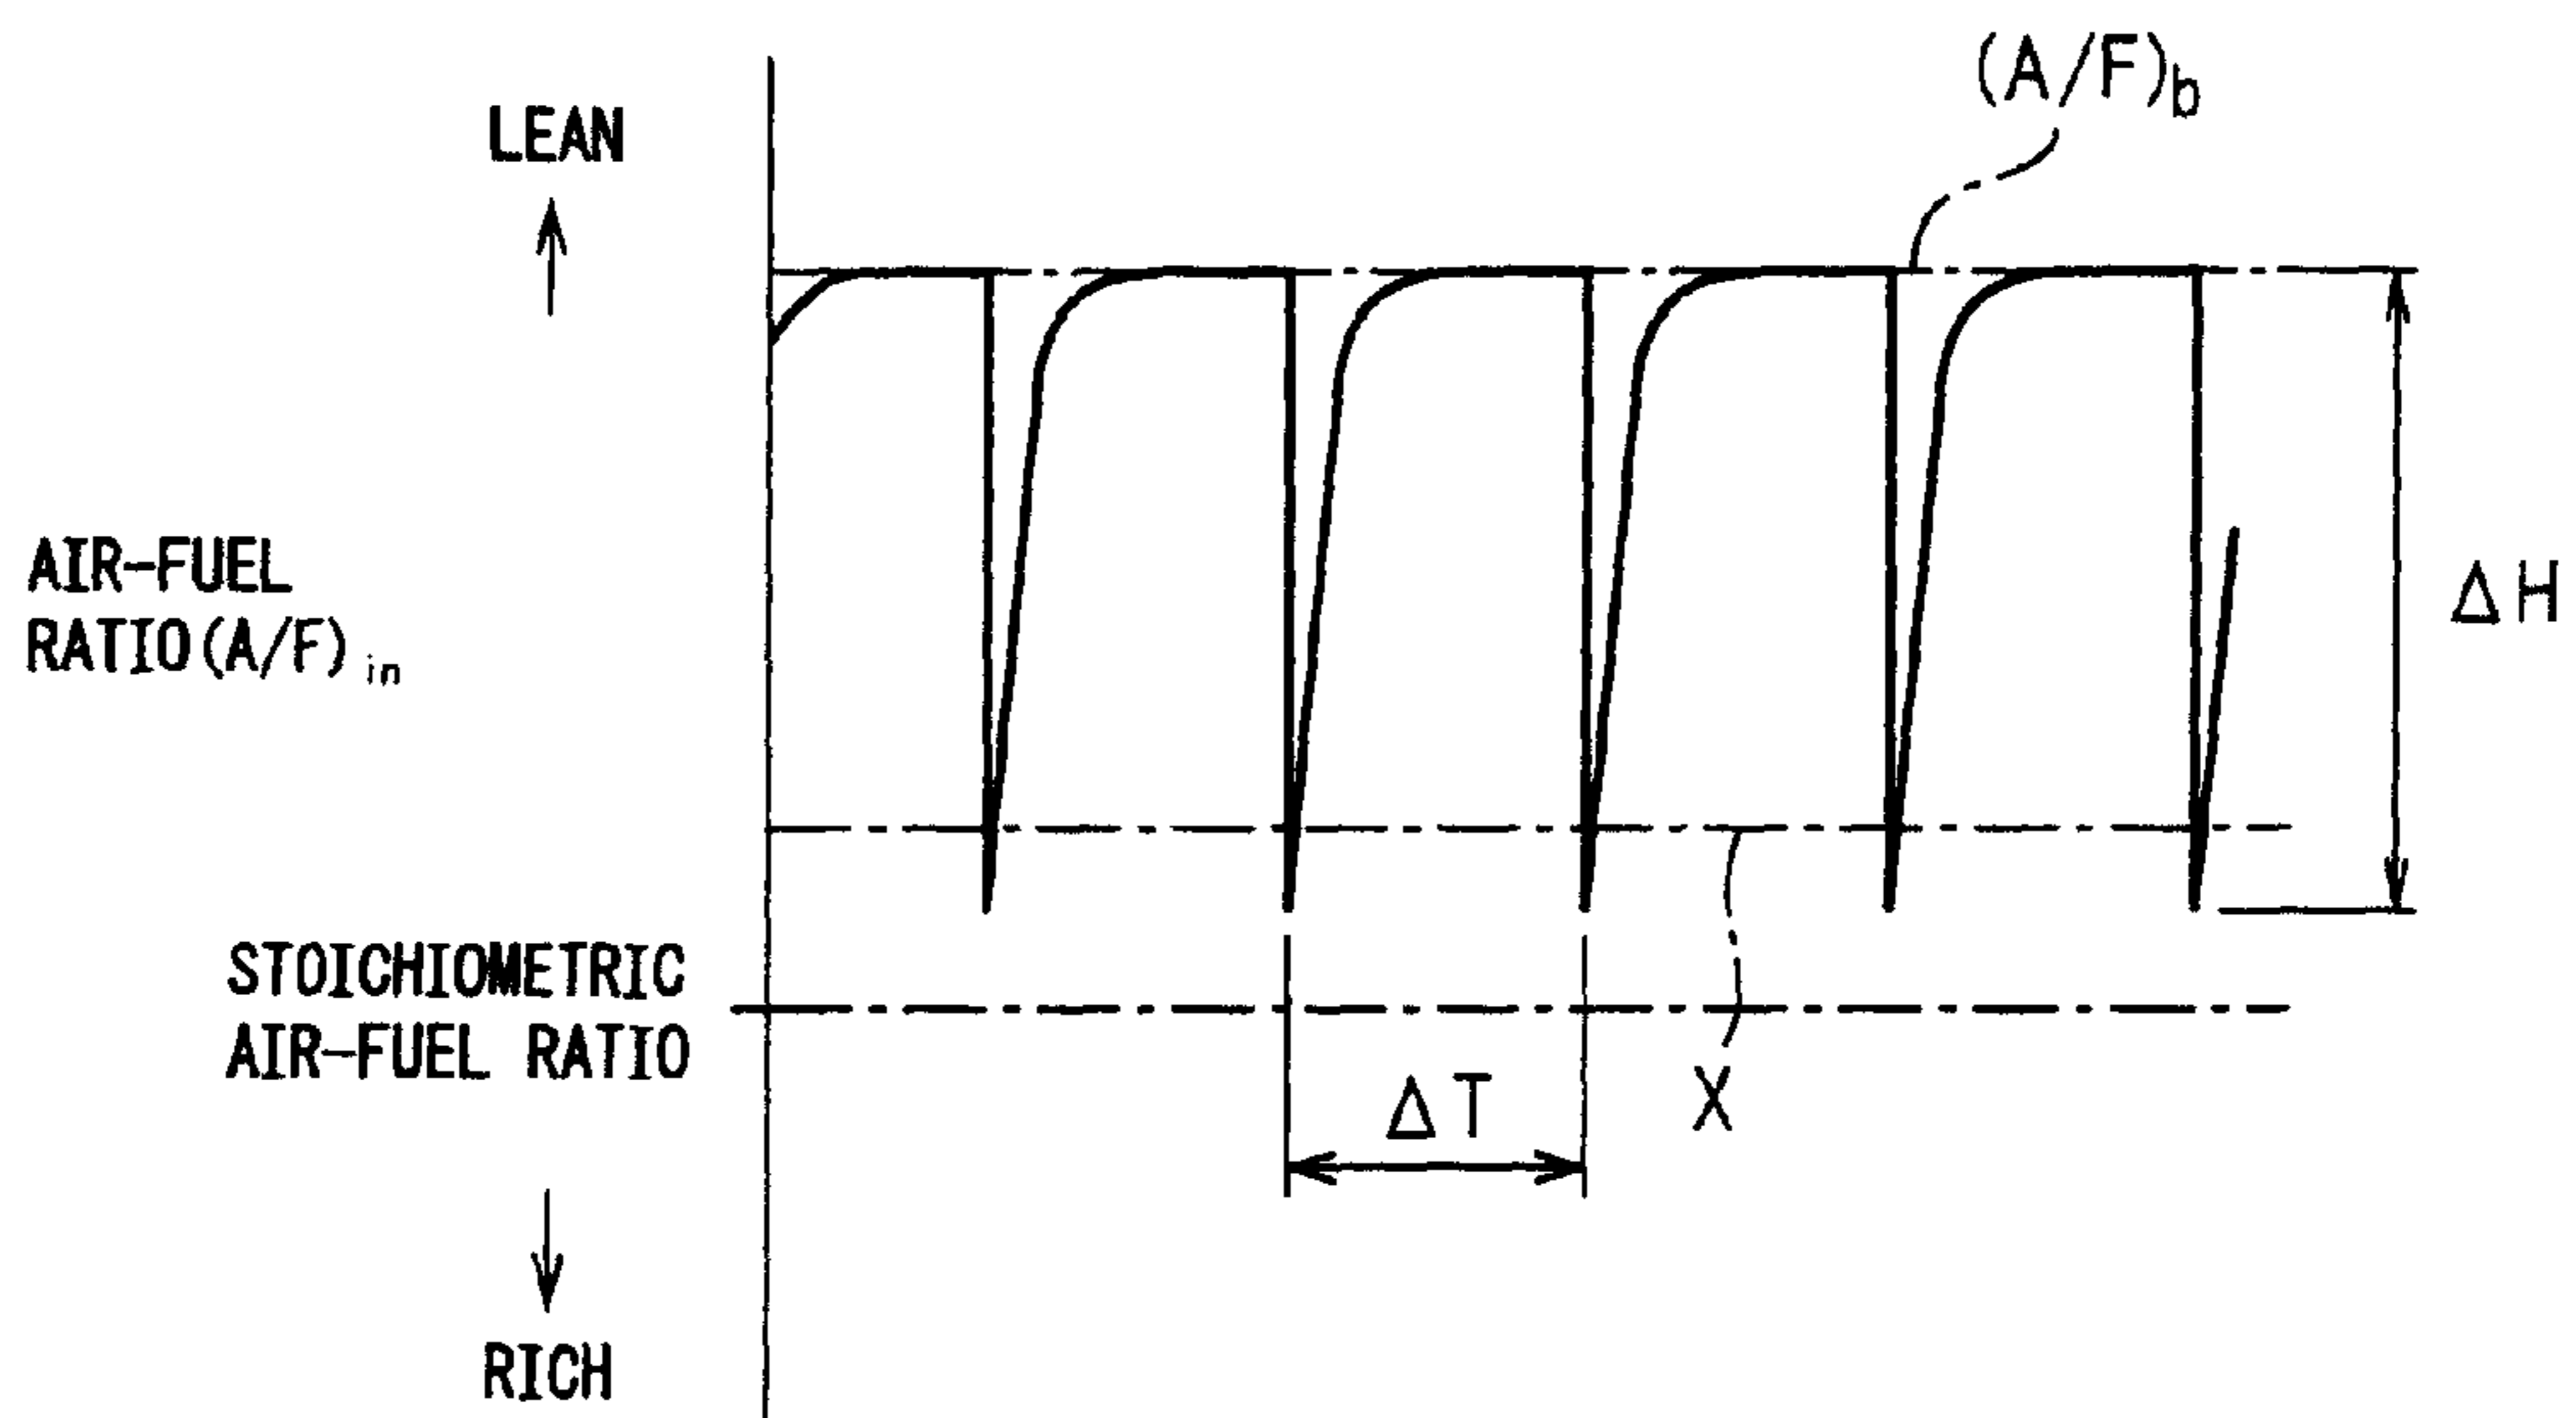 (A/F)b
LEAN
AIR-FUEL
RATIO(A/F)in
ΔH
STOICHIOMETRIC
AIR-FUEL RATIO
ΔT
X
RICH